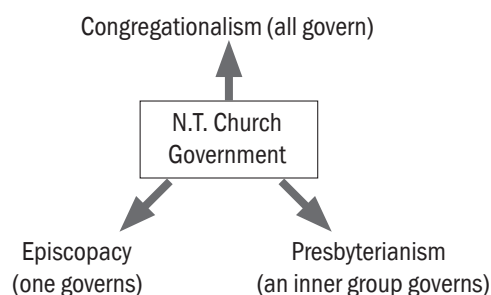 Congregationalism (all govern)
N.T. Church
Government
Episcopacy
(one governs)
Presbyterianism
(an inner group governs)